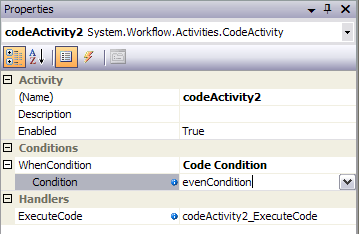 Properties
codeActivity2 System.Workflow.Activities.CodeActivity
A Z
Activity
(Name) codeActivity2
Description
Enabled True
Conditions
WhenCondition Code Condition
Condition evenCondition
Handlers
ExecuteCode codeActivity2_ExecuteCode